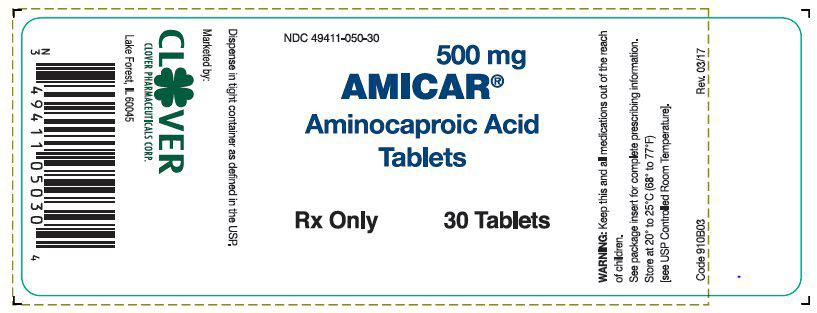 N
3 49411 05030 4
Lake Forest, IL 60045
Marketed by:
CLOVER
CLOVER PHARMACEUTICALS CORP.
Dispense in tight container as defined in the USP.
NDC 49411-050-30
500 mg
AMICAR®
Aminocaproic Acid
Tablets
Rx Only 30 Tablets
WARNING: Keep this and all medications out of the reach
of children.
See package insert for complete prescribing information.
Store at 20° to 25°C (68° to 77°F)
[see USP Controlled Room Temperature].
Code 910B03 Rev. 03/17